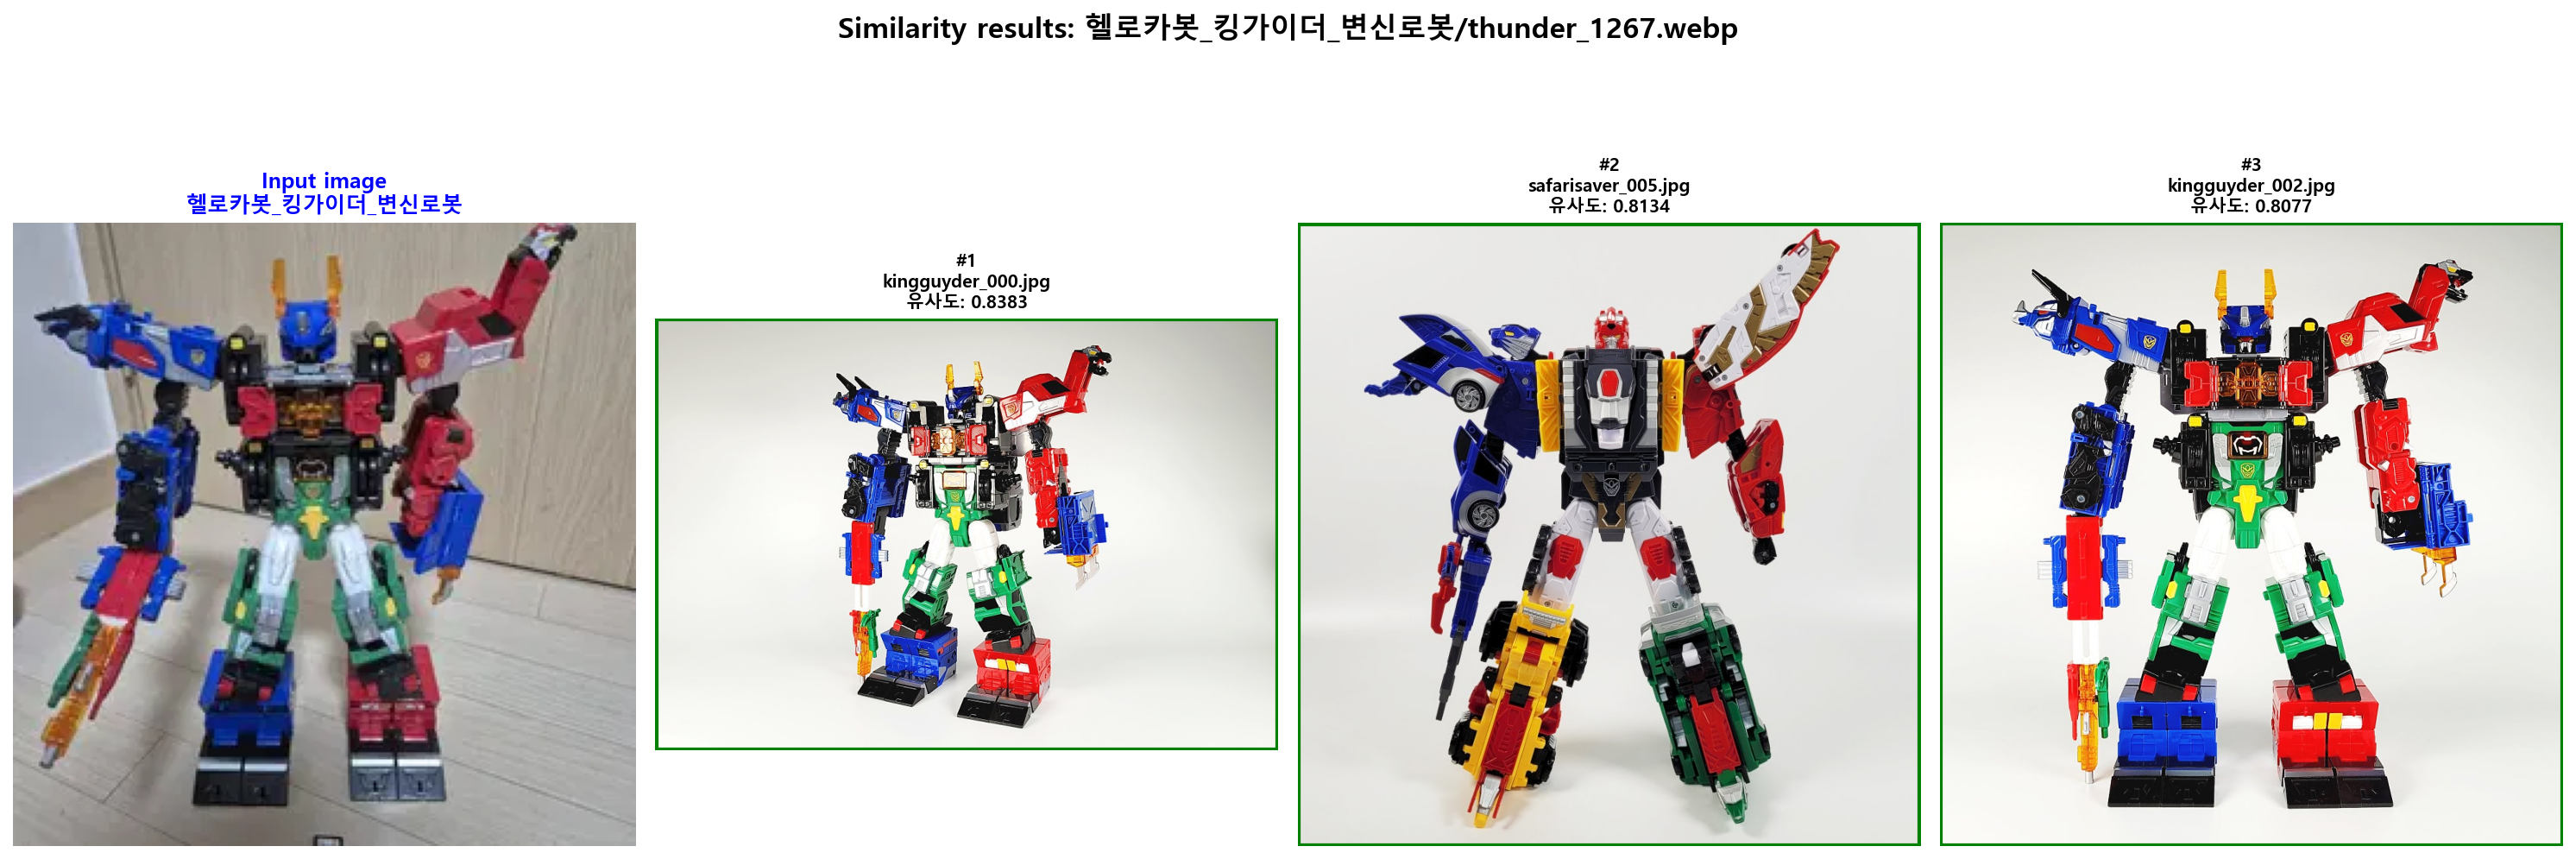 Similarity results: 헬로카봇_킹가이더_변신로봇/thunder_1267.webp
Input image
헬로카봇_킹가이더_변신로봇
#1
kingguyder_000.jpg
유사도: 0.8383
#2
safarisaver_005.jpg
유사도: 0.8134
#3
kingguyder_002.jpg
유사도: 0.8077